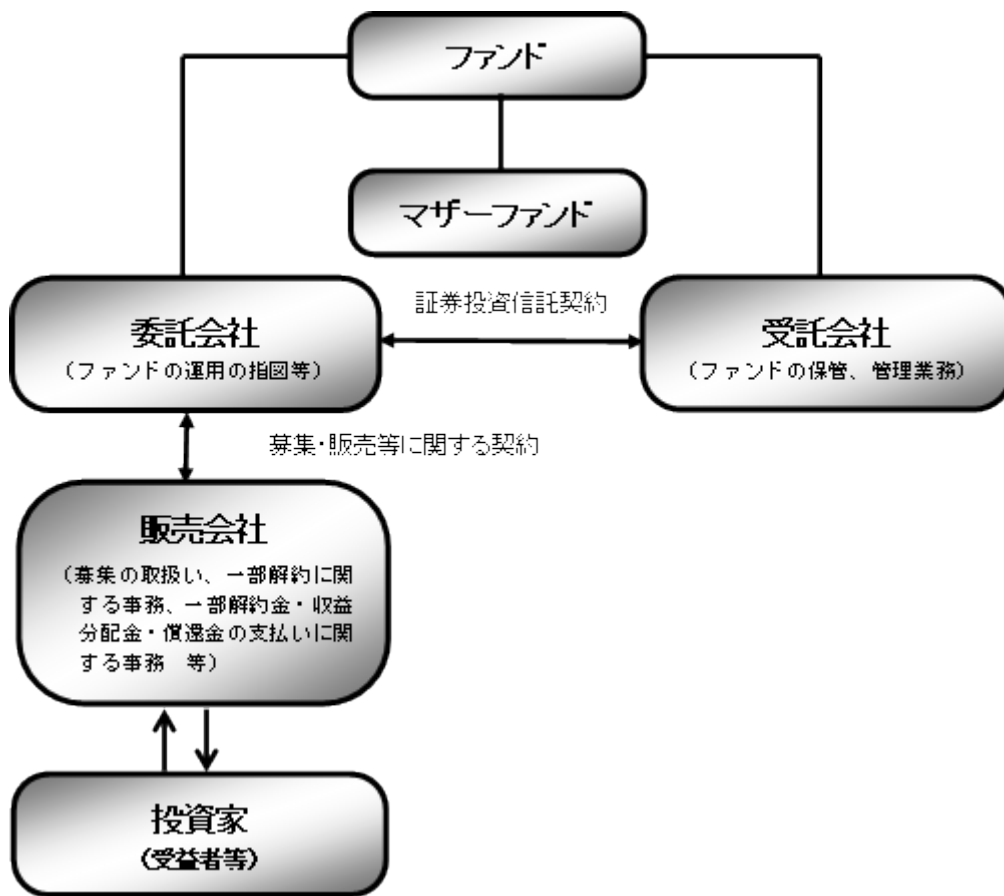 ファンド
マザーファンド
証券投資信託契約
委託会社
(ファンドの運用の指図等)
受託会社
(ファンドの保管、管理業務)
募集・販売等に関する契約
販売会社
(募集の取扱い、一部解約に関
する事務、一部解約金・収益
分配金・償還金の支払いに関
する事務　等)
投資家
(受益者等)